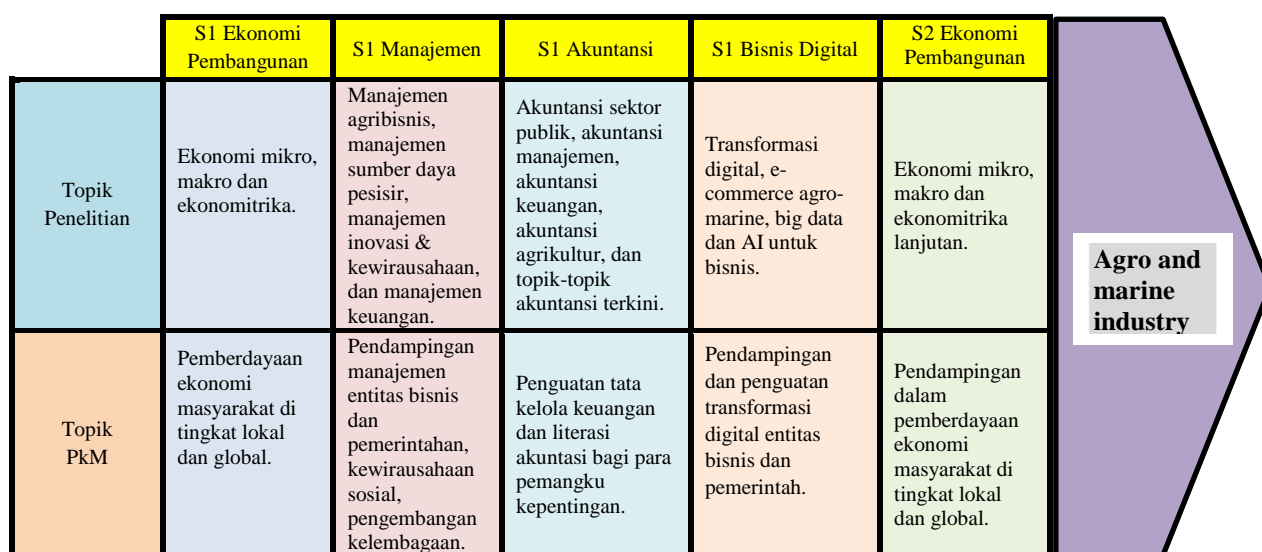 S1 Ekonomi
Pembangunan
S1 Manajemen
S1 Akuntansi
S1 Bisnis Digital
S2 Ekonomi
Pembangunan
Topik
Penelitian
Ekonomi mikro,
makro dan
ekonomitrika.
Manajemen
agribisnis,
manajemen
sumber daya
pesisir,
manajemen
inovasi &
kewirausahaan,
dan manajemen
keuangan.
Akuntansi sektor
publik, akuntansi
manajemen,
akuntansi
keuangan,
akuntansi
agrikultur, dan
topik-topik
akuntansi terkini.
Transformasi
digital, e-
commerce agro-
marine, big data
dan AI untuk
bisnis.
Ekonomi mikro,
makro dan
ekonomitrika
lanjutan.
Topik
PkM
Pemberdayaan
ekonomi
masyarakat di
tingkat lokal
dan global.
Pendampingan
manajemen
entitas bisnis
dan
pemerintahan,
kewirausahaan
sosial,
pengembangan
kelembagaan.
Penguatan tata
kelola keuangan
dan literasi
akuntasi bagi para
pemangku
kepentingan.
Pendampingan
dan penguatan
transformasi
digital entitas
bisnis dan
pemerintah.
Pendampingan
dalam
pemberdayaan
ekonomi
masyarakat di
tingkat lokal
dan global.
Agro and
marine
industry